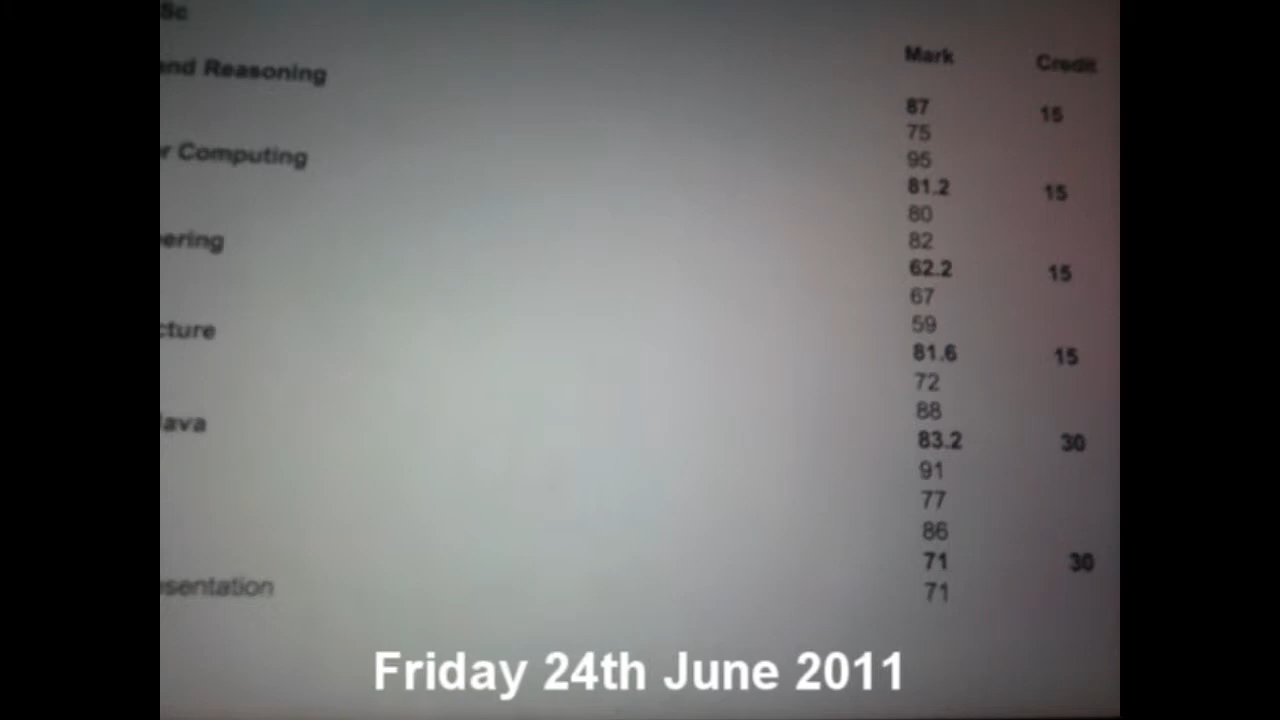 Sc
Mark Credit
and Reasoning
87 15
75
r Computing
95
81.2 15
80
ering
82
62.2 15
67
cture
59
81.6 15
72
88
Java
83.2 30
91
77
86
71 30
sentation
71
Friday 24th June 2011